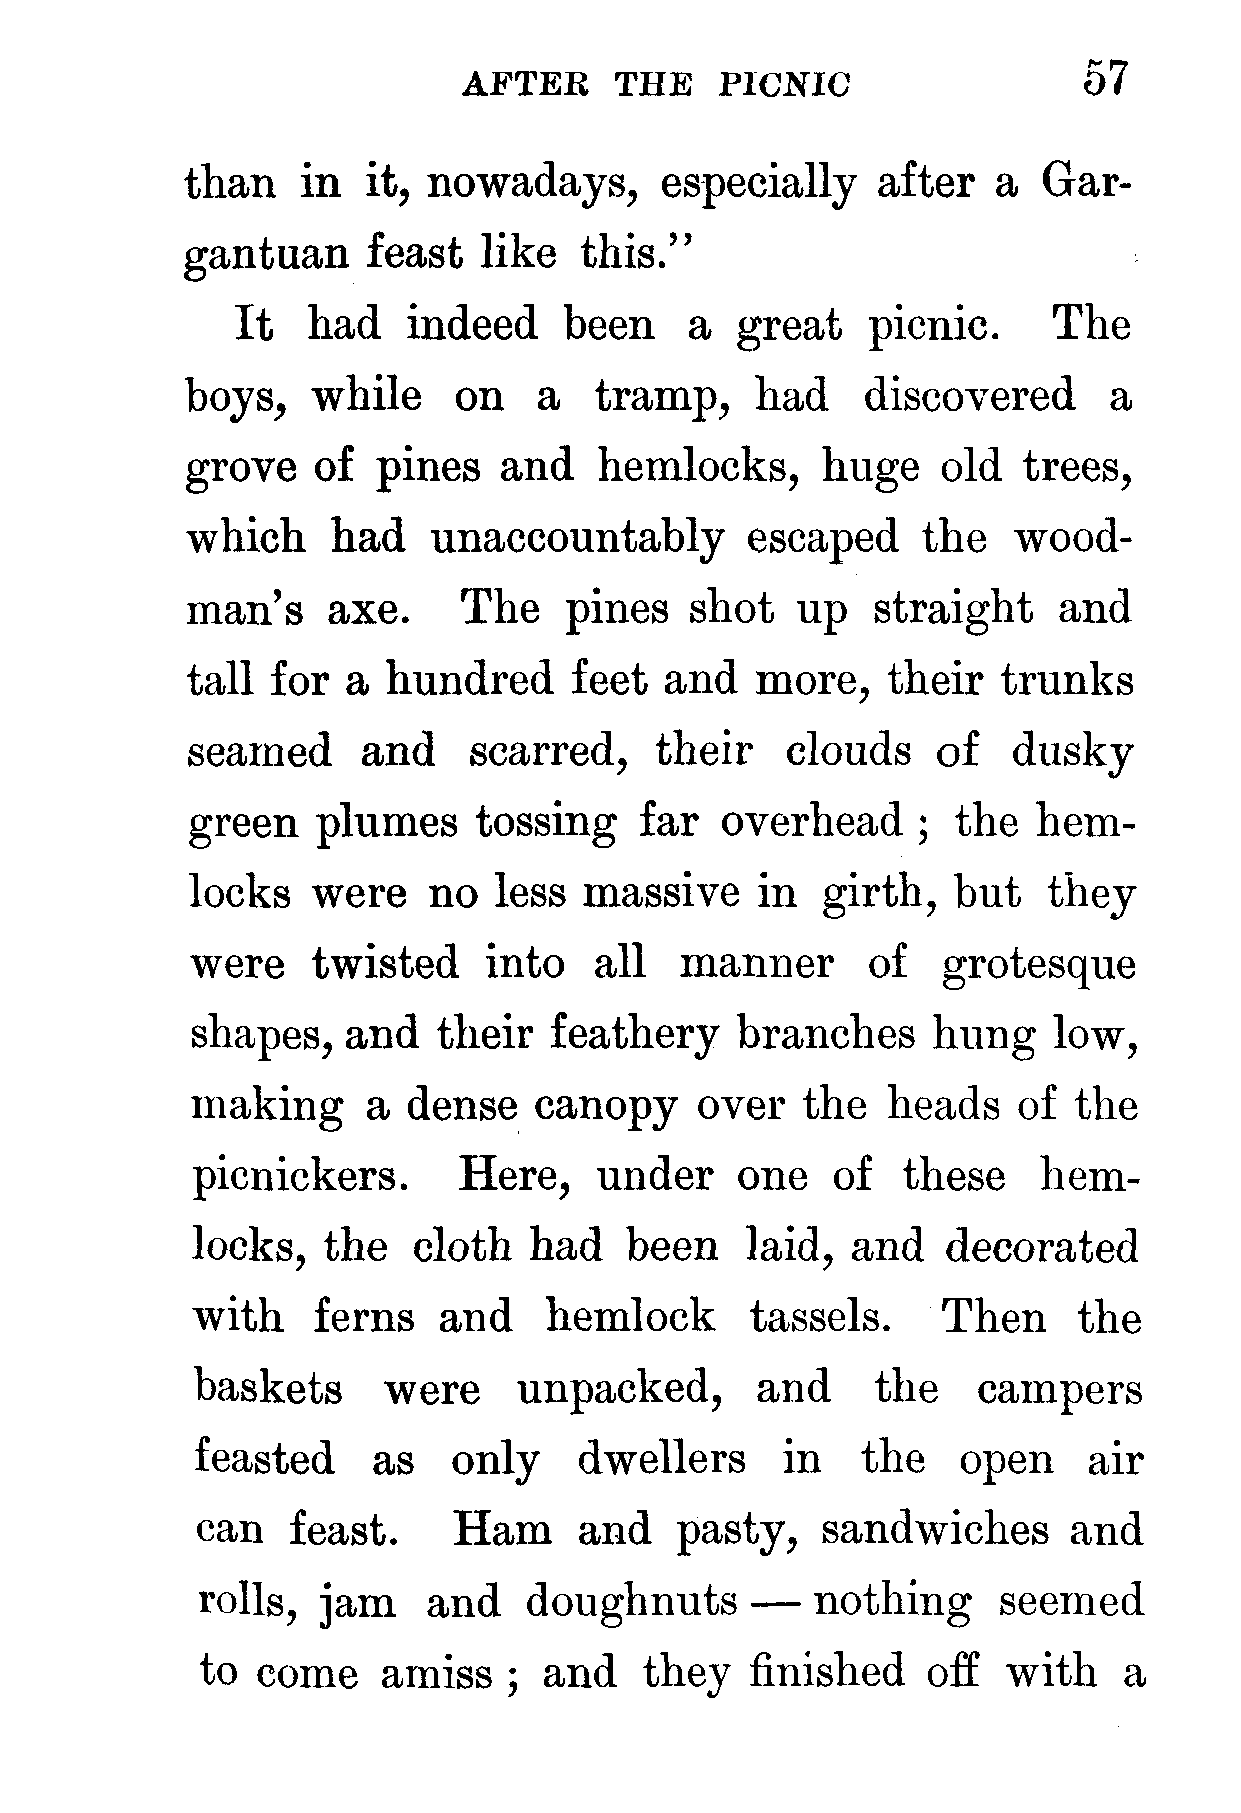 AFTER THE PICNIC 57
than in it, nowadays, especially after a Gar-
gantuan feast like this.”
It had indeed been a great picnic. The
boys, while on a tramp, had discovered a
grove of pines and hemlocks, huge old trees,
which had unaccountably escaped the wood-
man’s axe. The pines shot up straight and
tall for a hundred feet and more, their trunks
seamed and scarred, their clouds of dusky
green plumes tossing far overhead ; the hem-
locks were no less massive in girth, but they
were twisted into all manner of grotesque
shapes, and their feathery branches hung low,
making a dense canopy over the heads of the
picnickers. Here, under one of these hem-
locks, the cloth had been laid, and decorated
with ferns and hemlock tassels. Then the
baskets were unpacked, and the campers
feasted as only dwellers in the open air
can feast. Ham and pasty, sandwiches and
rolls, jam and doughnuts — nothing seemed
to come amiss ; and they finished off with a